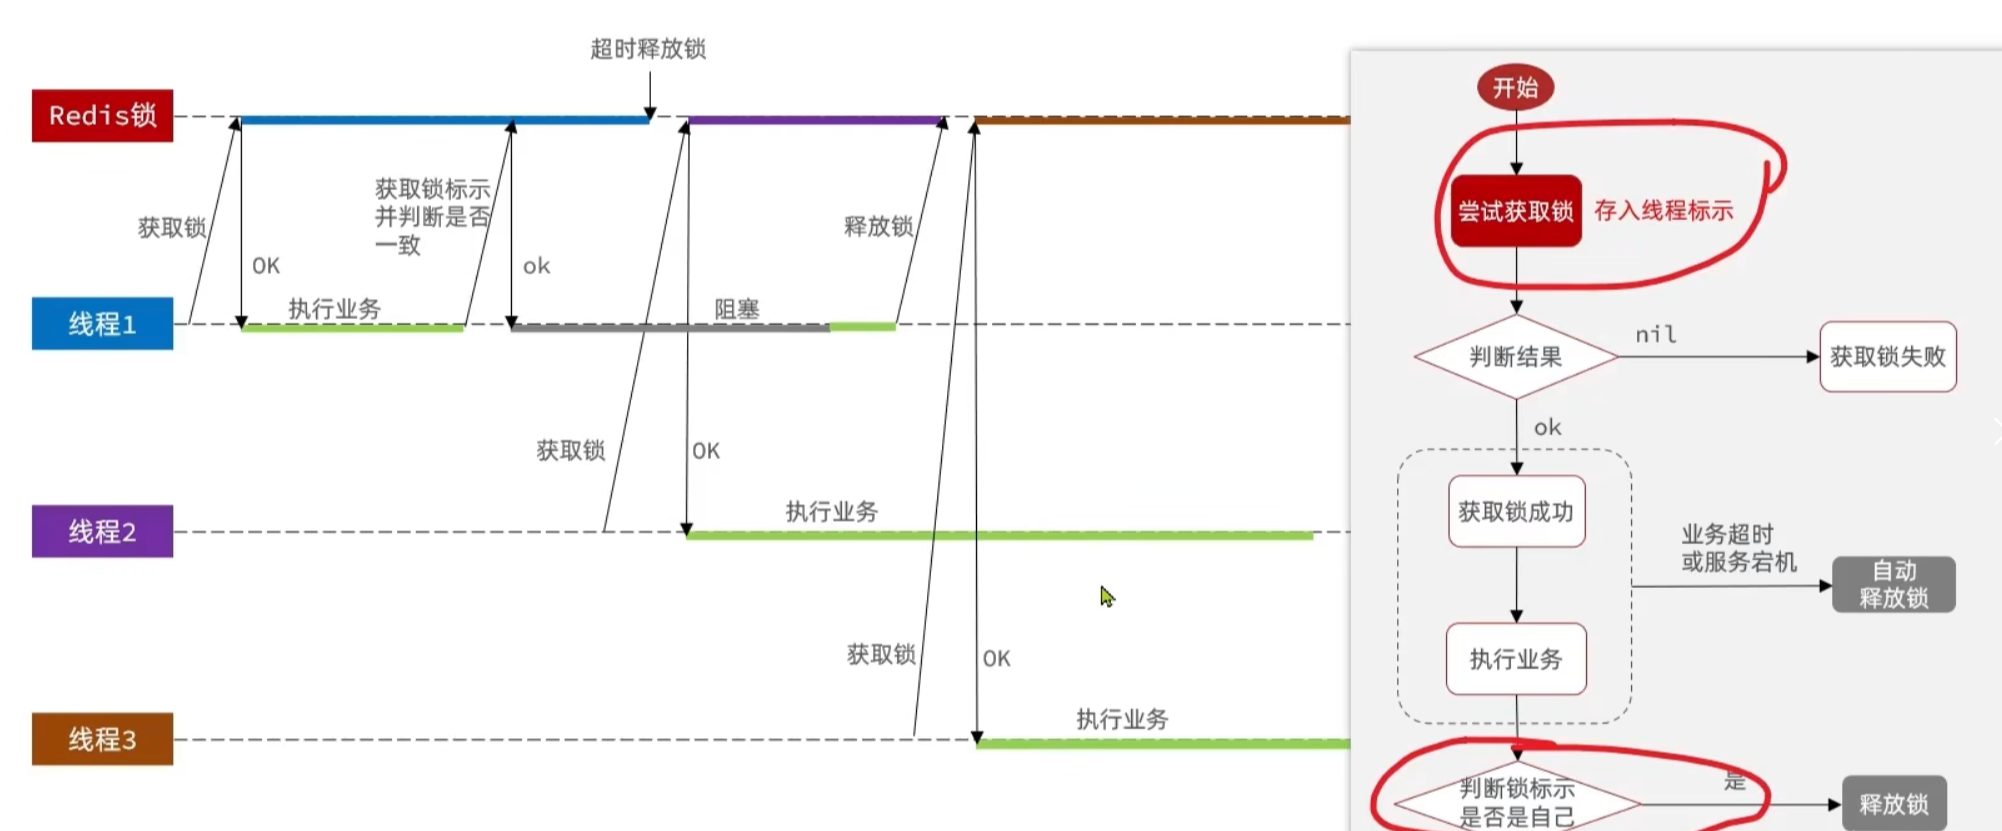 超时释放锁
Redis锁
获取锁
OK
获取锁标示
并判断是否
一致
ok
释放锁
线程1
执行业务
阻塞
获取锁
OK
线程2
执行业务
获取锁
OK
线程3
执行业务
开始
尝试获取锁
存入线程标示
判断结果
nil
获取锁失败
ok
获取锁成功
业务超时
或服务宕机
自动
释放锁
执行业务
判断锁标示
是否是自己
是
释放锁